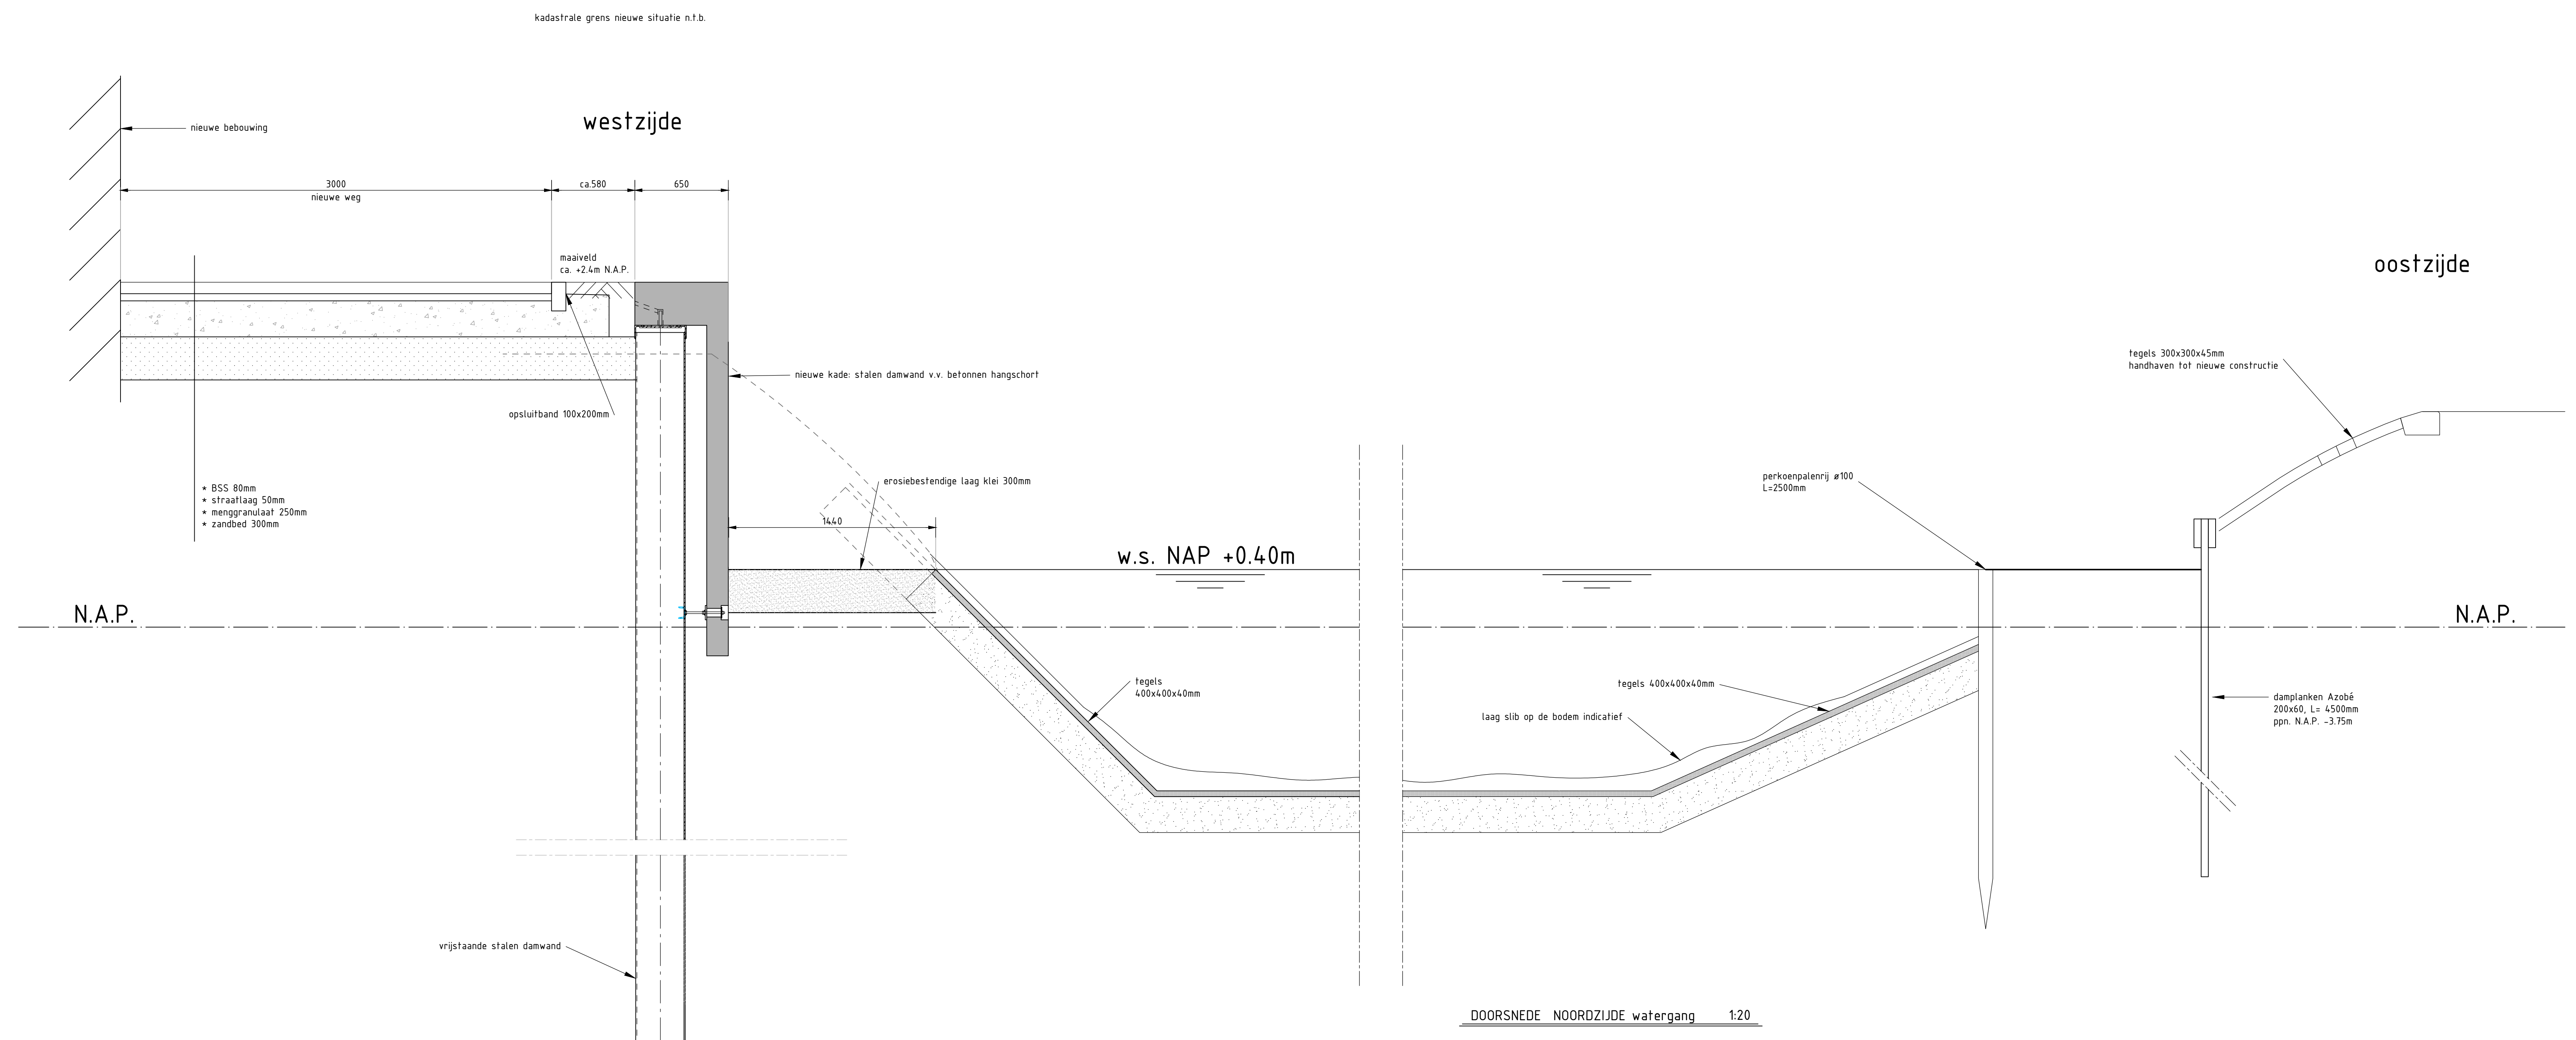 kadastrale grens nieuwe situatie n.t.b.
westzijde
nieuwe bebouwing
3000
ca.580
650
nieuwe weg
maaiveld
ca. +2.4m N.A.P.
oostzijde
tegels 300x300x45mm
handhaven tot nieuwe constructie
nieuwe kade: stalen damwand v.v. betonnen hangschort
opsluitband 100x200mm
erosiebestendige laag klei 300mm
perkoenpalenrij ø100
L=2500mm
* BSS 80mm
* straatlaag 50mm
* menggranulaat 250mm
* zandbed 300mm
1440
w.s. NAP +0.40m
N.A.P.
N.A.P.
tegels
400x400x40mm
tegels 400x400x40mm
laag slib op de bodem indicatief
damplanken Azobé
200x60, L= 4500mm
ppn. N.A.P. -3.75m
vrijstaande stalen damwand
DOORSNEDE NOORDZIJDE watergang 1:20